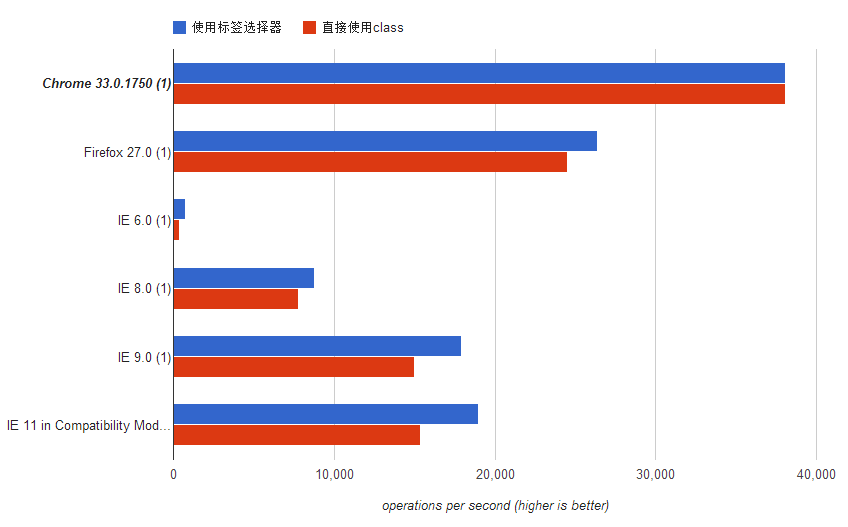 使用标签选择器 直接使用class
Chrome 33.0.1750 (1)
Firefox 27.0 (1)
IE 6.0 (1)
IE 8.0 (1)
IE 9.0 (1)
IE 11 in Compatibility Mod...
0 10,000 20,000 30,000 40,000
operations per second (higher is better)